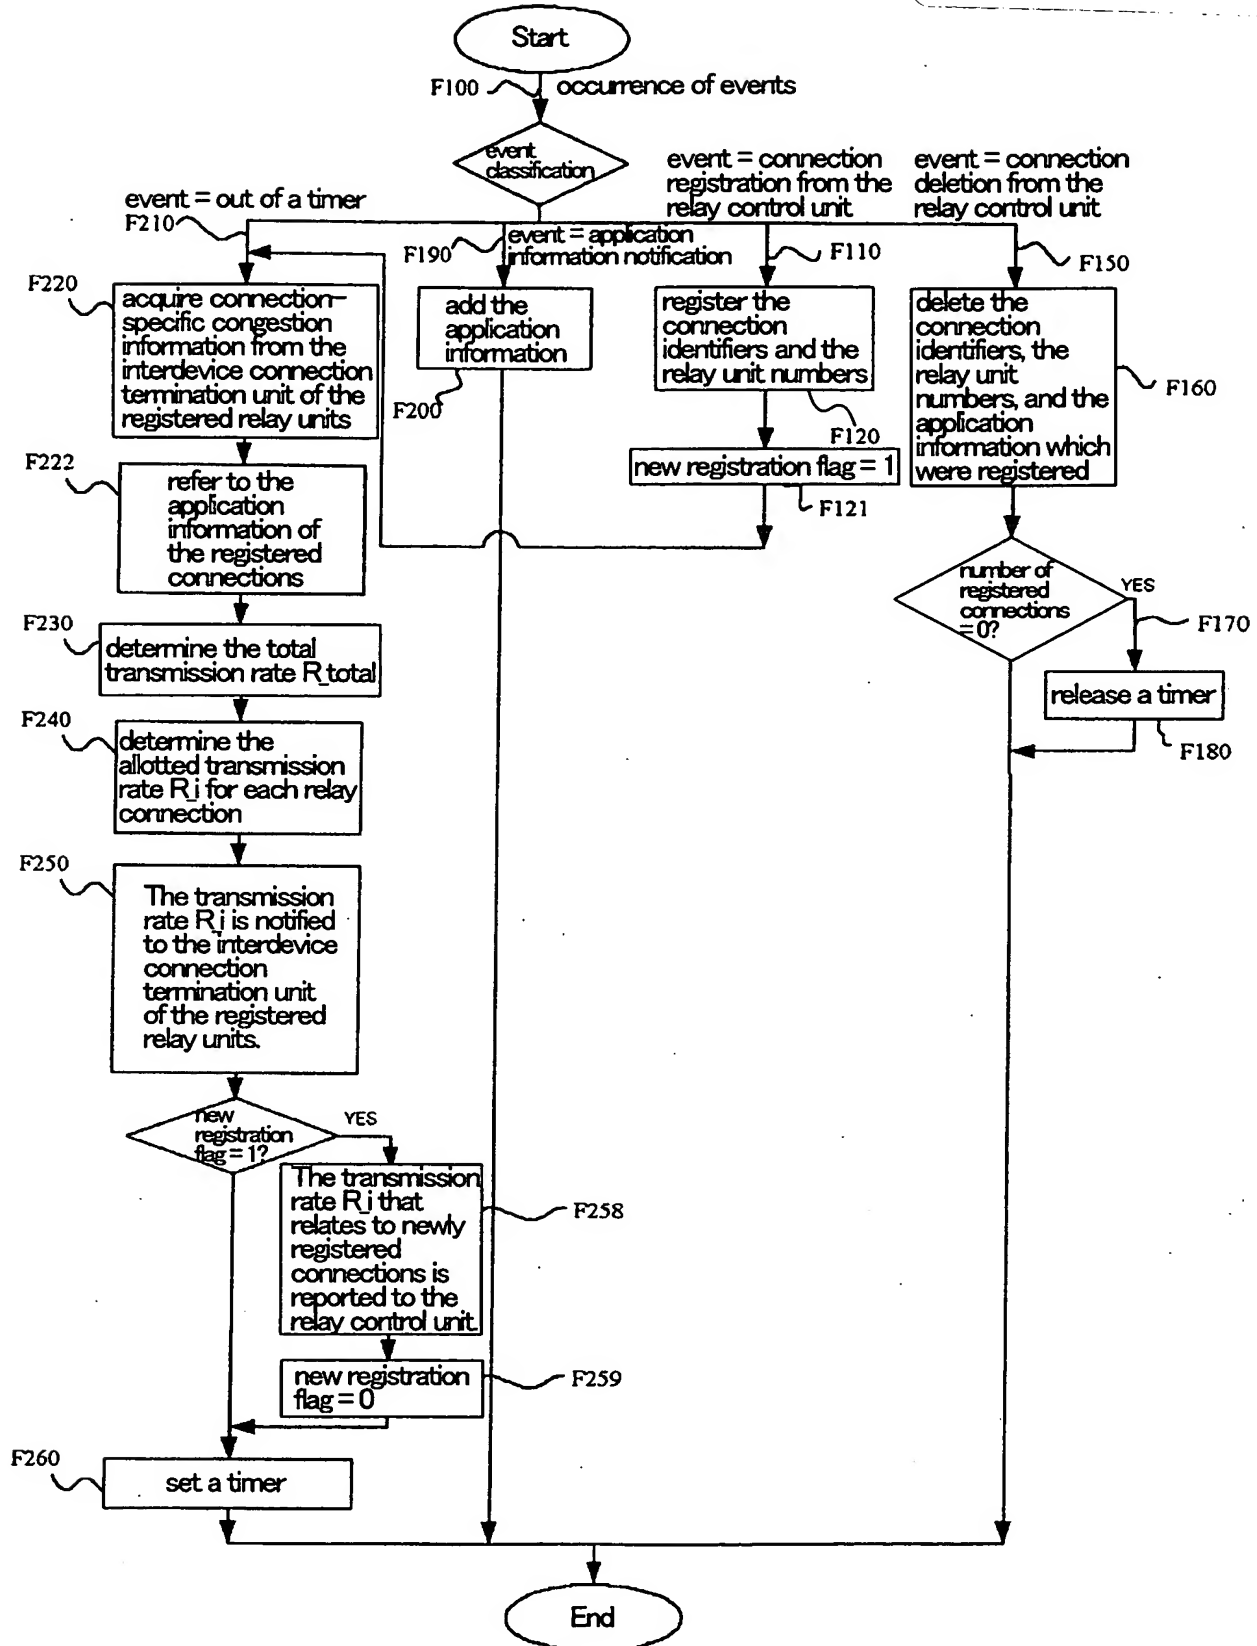 Start
F100
occurrence of events
event
classification
event = out of a timer
F210
F190
event = application
information notification
event = connection
registration from the
relay control unit
F110
event = connection
deletion from the
relay control unit
F150
F220
acquire connection-
specific congestion
information from the
interdevice connection
termination unit of the
registered relay units
add the
application
information
F200
register the
connection
identifiers and the
relay unit numbers
F120
new registration flag = 1
F121
delete the
connection
identifiers, the
relay unit
numbers, and the
application
information which
were registered
F160
F222
refer to the
application
information of
the registered
connections
number of
registered
connections
= 0?
YES
F170
release a timer
F180
F230
determine the total
transmission rate R_total
F240
determine the
allotted transmission
rate R_i for each relay
connection
F250
The transmission
rate R_i is notified
to the interdevice
connection
termination unit
of the registered
relay units.
new
registration
flag = 1?
YES
The transmission
rate R_i that
relates to newly
registered
connections is
reported to the
relay control unit.
F258
new registration
flag = 0
F259
F260
set a timer
End